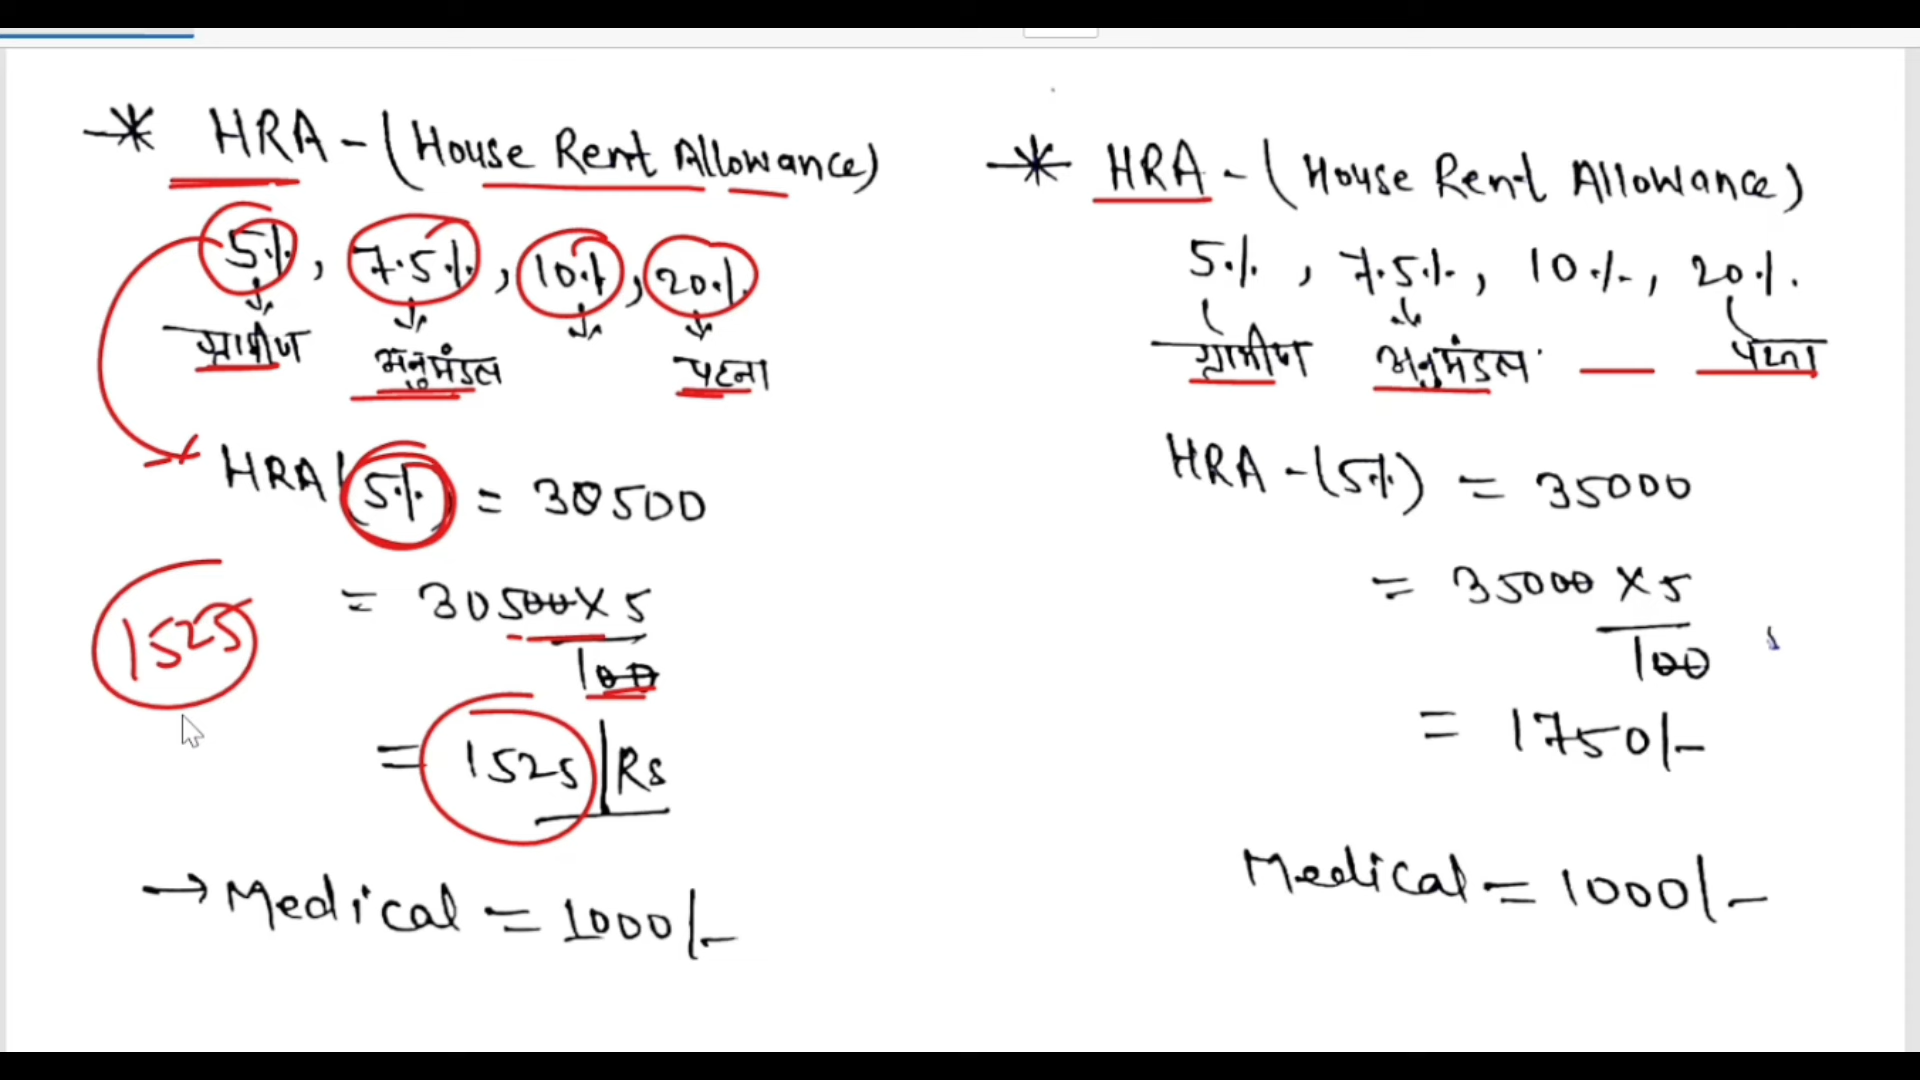 * HRA - (House Rent Allowance)
5%, 7.5%, 10%, 20%
ग्रामीण अनुमंडल पटना
HRA (5%) = 30500
= 30500 X 5
100
1525
= 1525 | Rs
→ Medical = 1000/-
* HRA - (House Rent Allowance)
5%, 7.5%, 10%, 20%.
ग्रामीण अनुमंडल पटना
HRA - (5%) = 35000
= 35000 X 5
100
= 1750/-
Medical = 1000/-